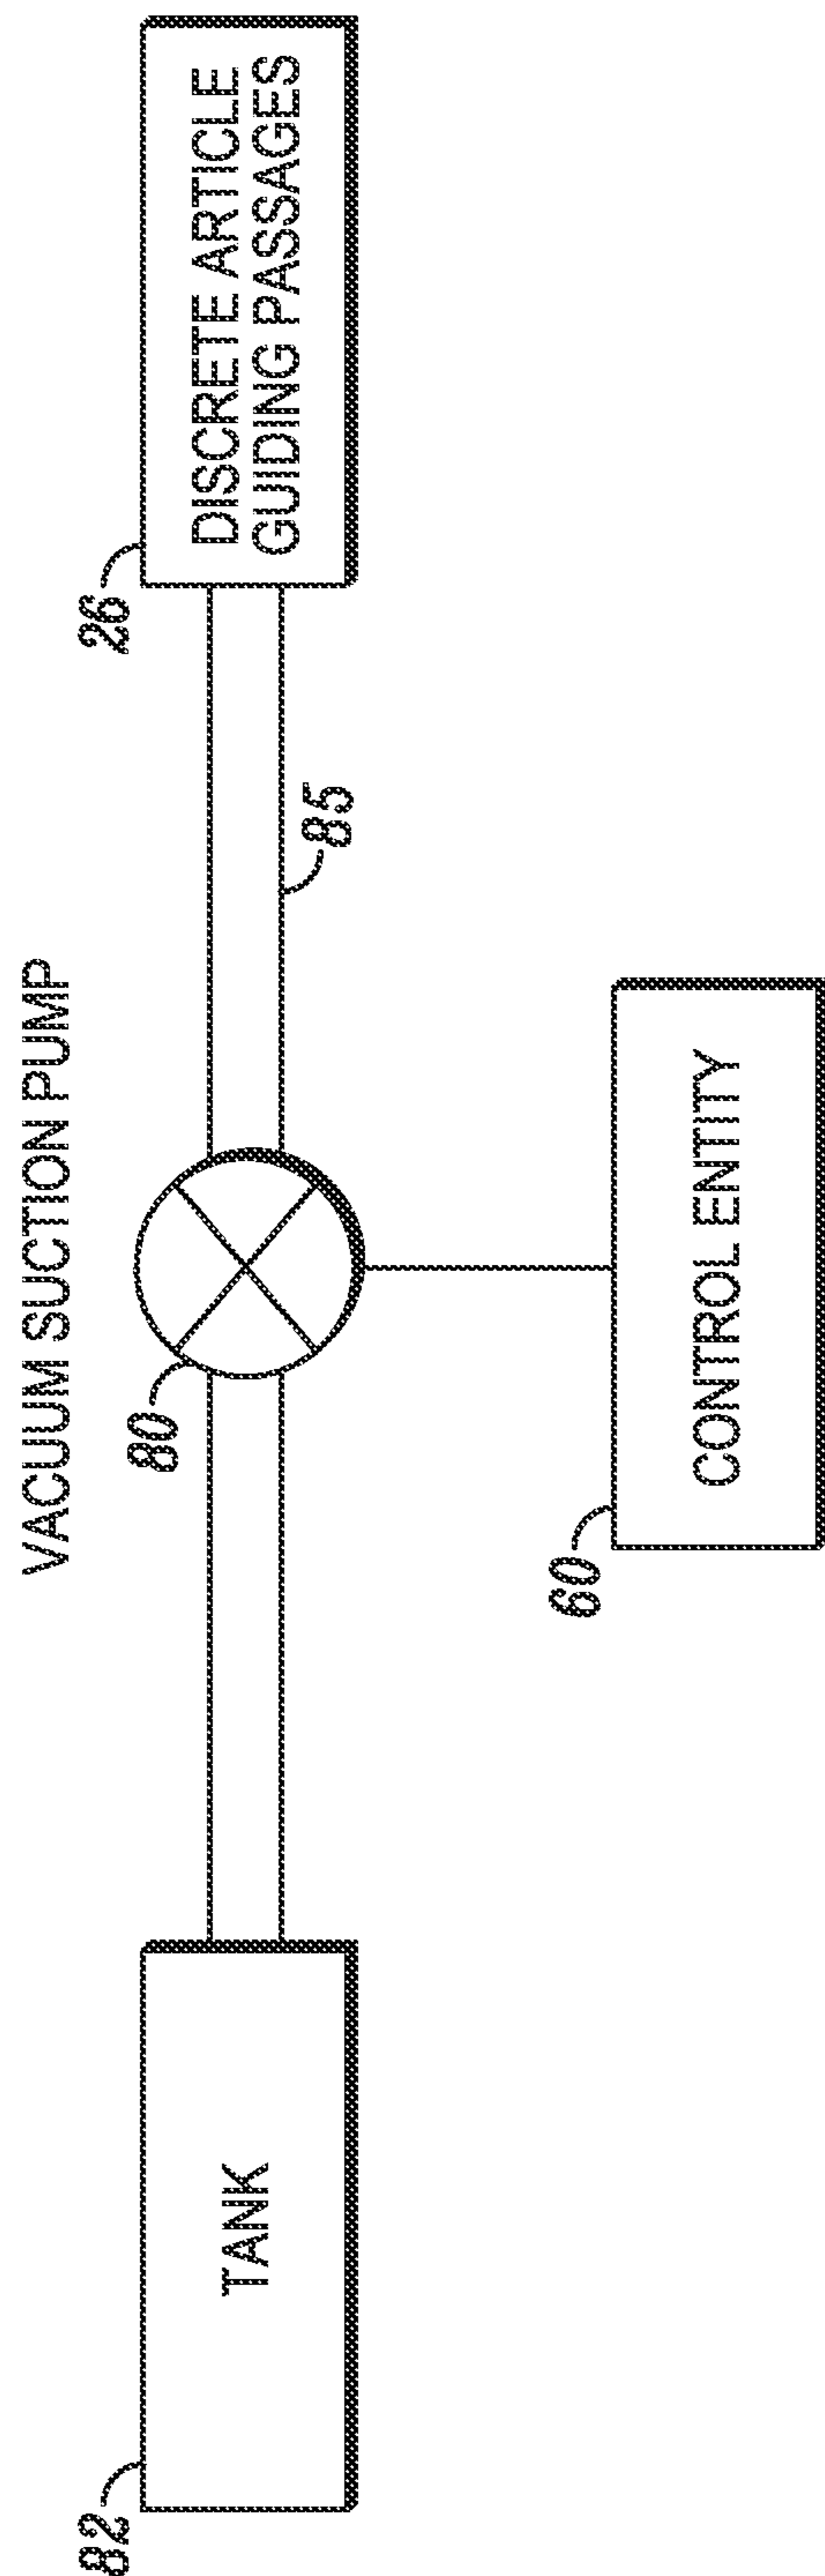 VACUUM SUCTION PUMP
82
TANK
80
85
26
DISCRETE ARTICLE
GUIDING PASSAGES
60
CONTROL ENTITY